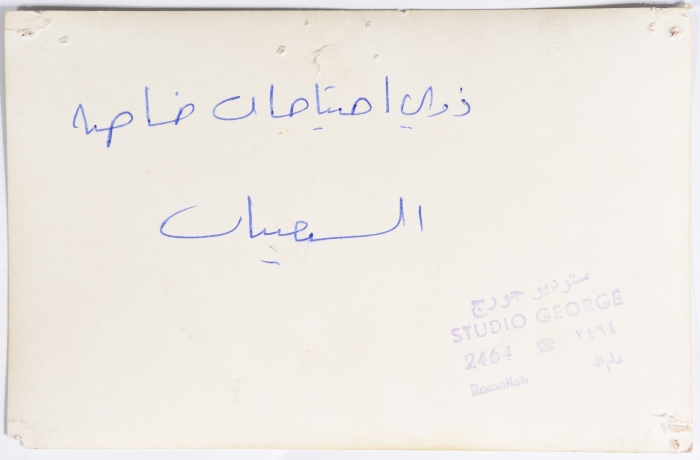 ذوي احتياجات خاصه
ستوديو جورج
STUDIO GEORGE
2464 ☎ ٢٤٦٤
Ramallah رام الله